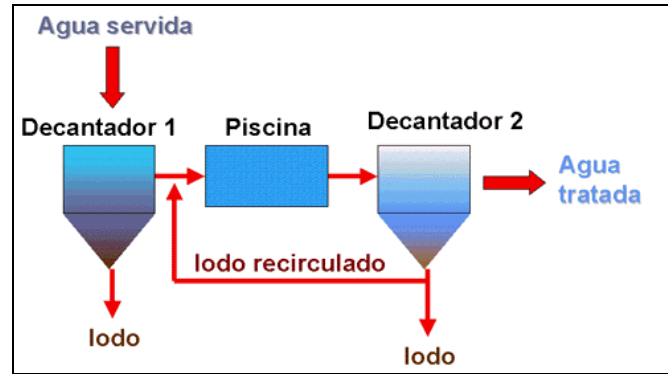 Agua servida
Decantador 1
Piscina
Decantador 2
Agua
tratada
lodo recirculado
lodo
lodo